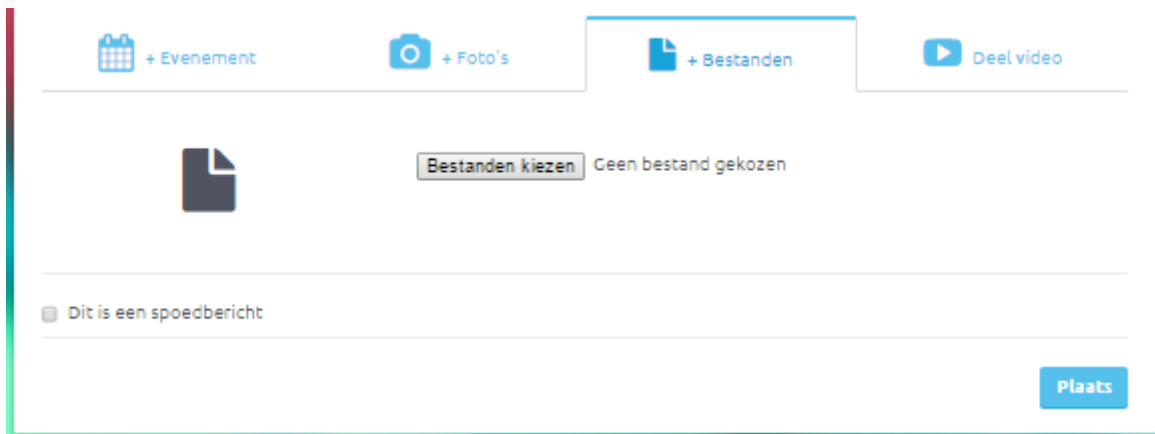 + Evenement + Foto's + Bestanden Deel video
Bestanden kiezen Geen bestand gekozen
Dit is een spoedbericht
Plaats